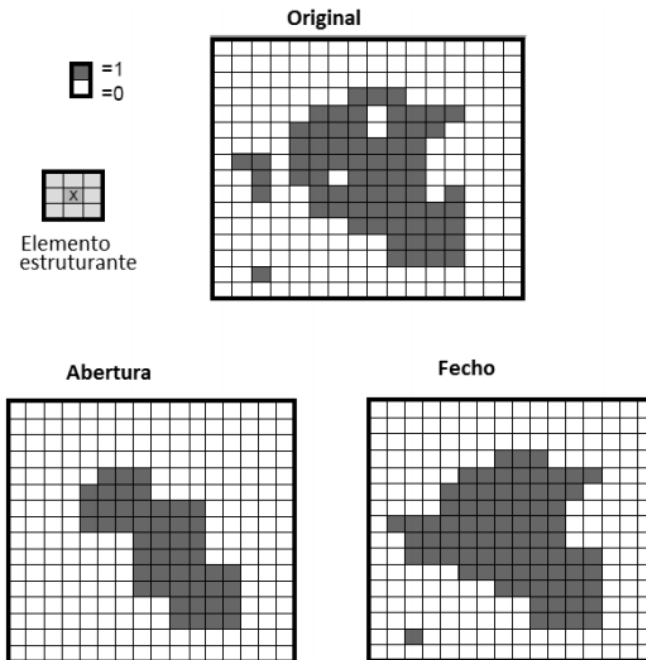 Original
=1
=0
X
Elemento
estruturante
Abertura
Fecho